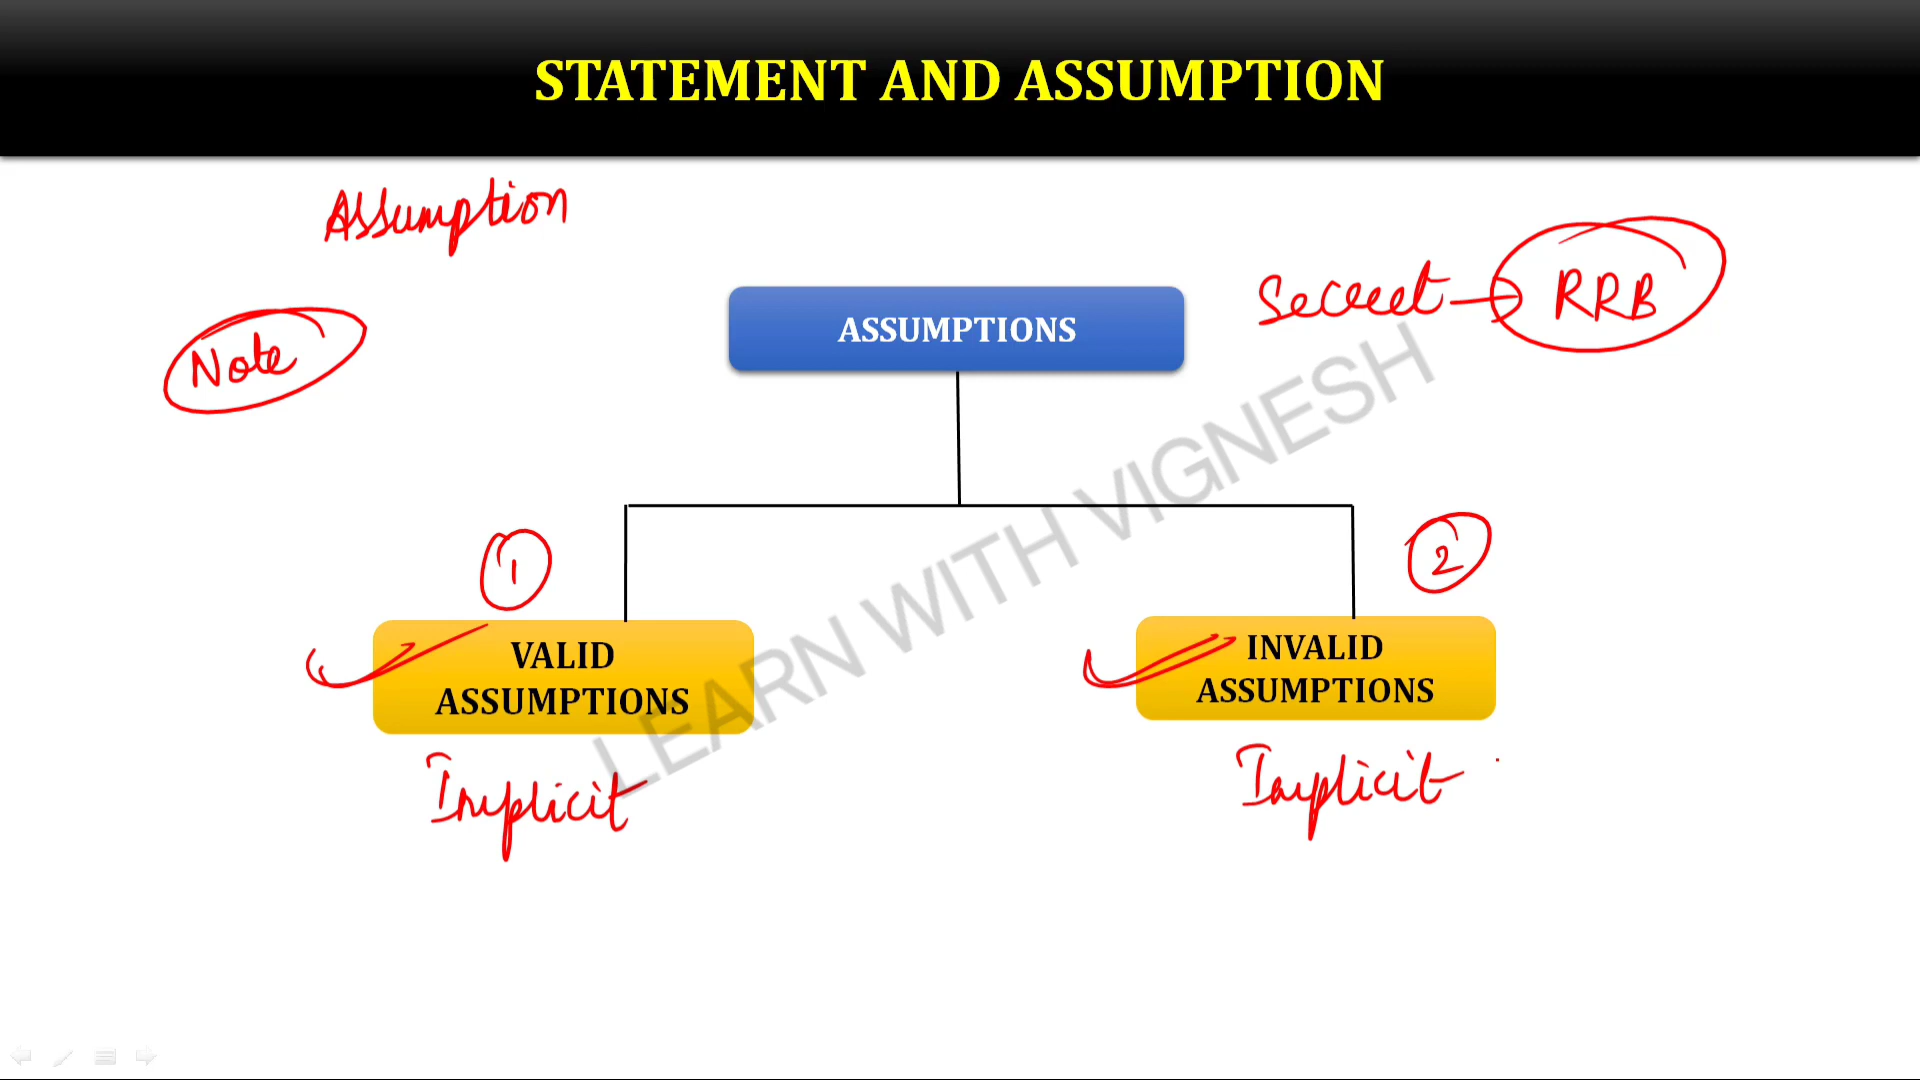 STATEMENT AND ASSUMPTION
Assumption
Secret → RRB
ASSUMPTIONS
Note
LEARN WITH VIGNESH
1
2
VALID
ASSUMPTIONS
INVALID
ASSUMPTIONS
Implicit
Implicit